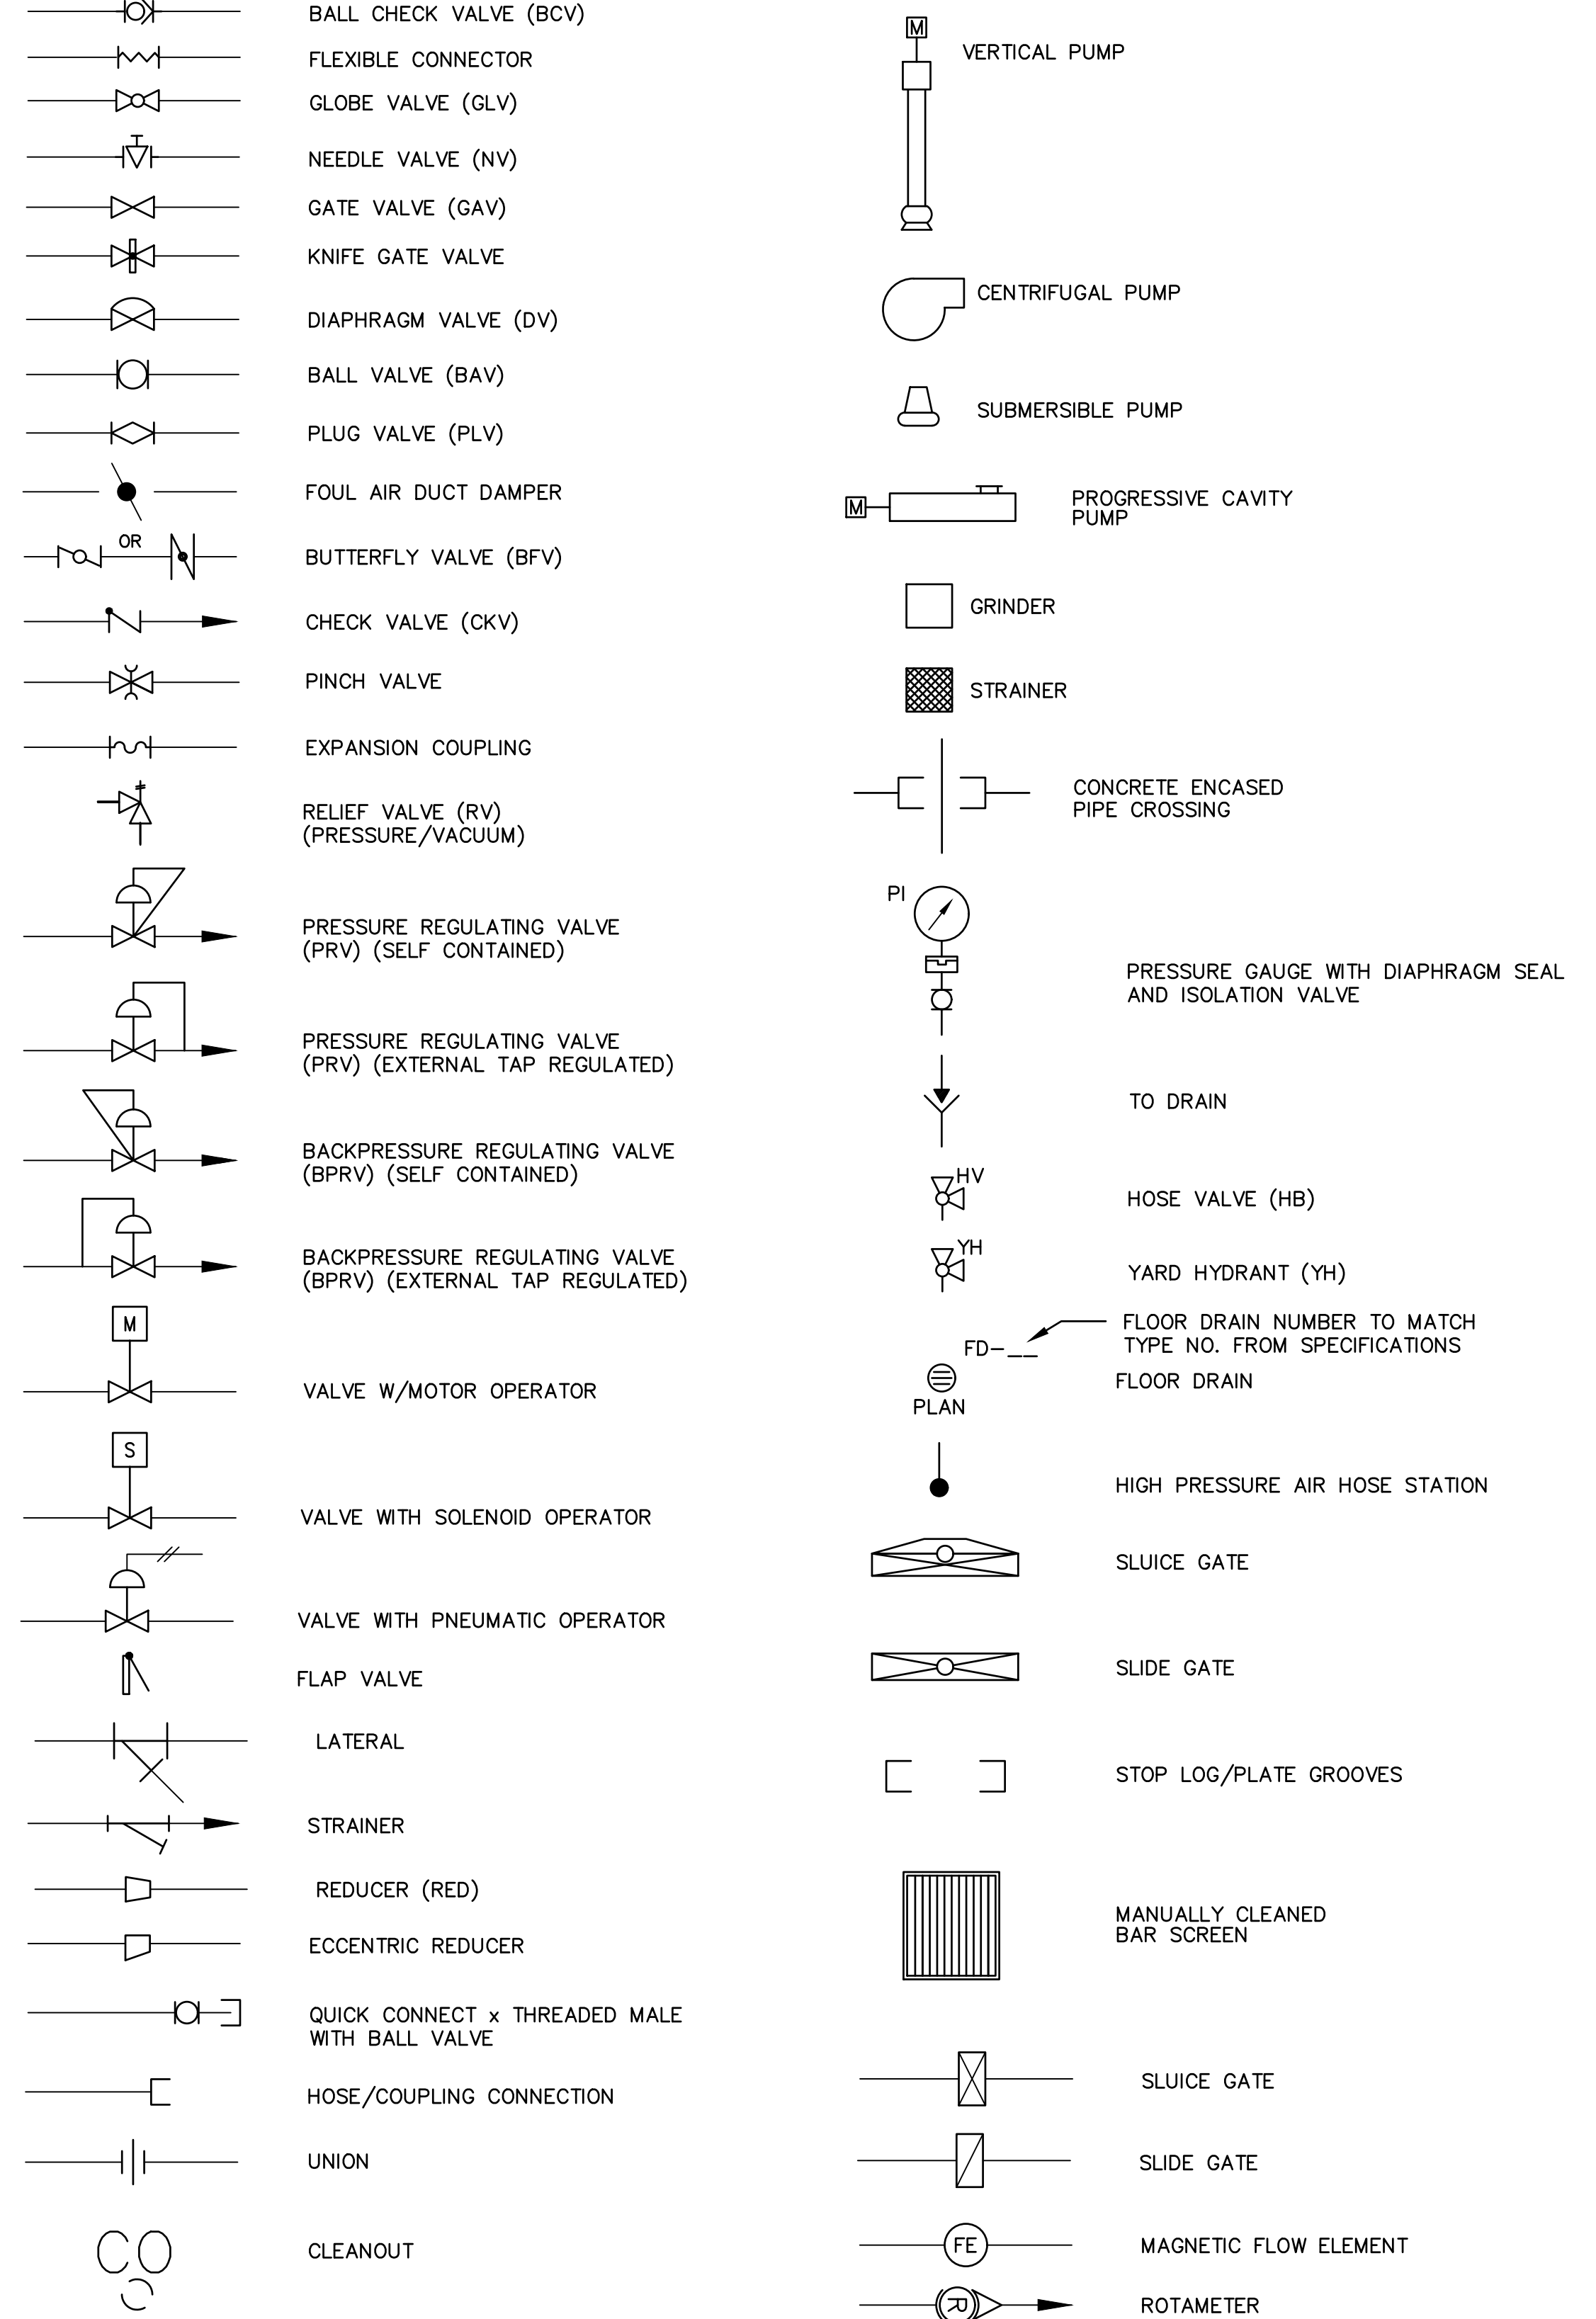 BALL CHECK VALVE (BCV)
FLEXIBLE CONNECTOR
GLOBE VALVE (GLV)
NEEDLE VALVE (NV)
GATE VALVE (GAV)
KNIFE GATE VALVE
DIAPHRAGM VALVE (DV)
BALL VALVE (BAV)
PLUG VALVE (PLV)
FOUL AIR DUCT DAMPER
OR
BUTTERFLY VALVE (BFV)
CHECK VALVE (CKV)
PINCH VALVE
EXPANSION COUPLING
RELIEF VALVE (RV)
(PRESSURE/VACUUM)
PRESSURE REGULATING VALVE
(PRV) (SELF CONTAINED)
PRESSURE REGULATING VALVE
(PRV) (EXTERNAL TAP REGULATED)
BACKPRESSURE REGULATING VALVE
(BPRV) (SELF CONTAINED)
BACKPRESSURE REGULATING VALVE
(BPRV) (EXTERNAL TAP REGULATED)
M
VALVE W/MOTOR OPERATOR
S
VALVE WITH SOLENOID OPERATOR
VALVE WITH PNEUMATIC OPERATOR
FLAP VALVE
LATERAL
STRAINER
REDUCER (RED)
ECCENTRIC REDUCER
QUICK CONNECT x THREADED MALE
WITH BALL VALVE
HOSE/COUPLING CONNECTION
UNION
CO
CLEANOUT
M
VERTICAL PUMP
CENTRIFUGAL PUMP
SUBMERSIBLE PUMP
M
PROGRESSIVE CAVITY
PUMP
GRINDER
STRAINER
CONCRETE ENCASED
PIPE CROSSING
PI
PRESSURE GAUGE WITH DIAPHRAGM SEAL
AND ISOLATION VALVE
TO DRAIN
HV
HOSE VALVE (HB)
YH
YARD HYDRANT (YH)
FLOOR DRAIN NUMBER TO MATCH
TYPE NO. FROM SPECIFICATIONS
FD-__
FLOOR DRAIN
PLAN
HIGH PRESSURE AIR HOSE STATION
SLUICE GATE
SLIDE GATE
STOP LOG/PLATE GROOVES
MANUALLY CLEANED
BAR SCREEN
SLUICE GATE
SLIDE GATE
FE
MAGNETIC FLOW ELEMENT
R
ROTAMETER